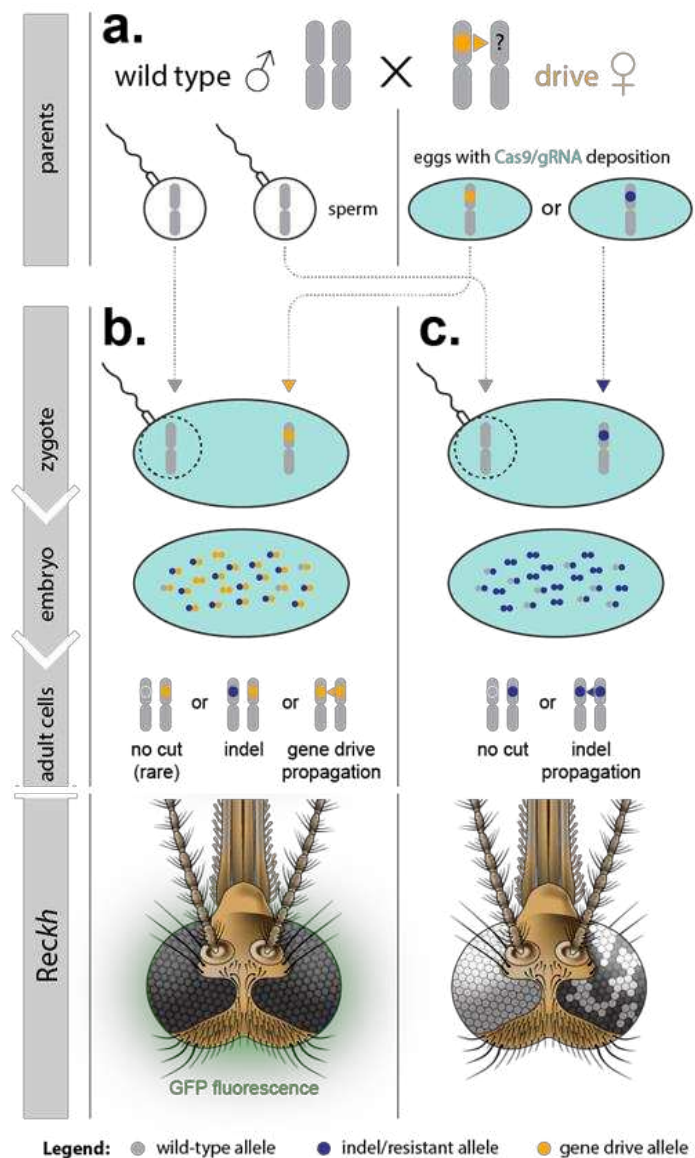 a.
wild type ♂
X
drive ♀
?
parents
eggs with Cas9/gRNA deposition
sperm
or
b.
c.
zygote
embryo
adult cells
or
or
or
no cut
(rare)
indel
gene drive
propagation
no cut
indel
propagation
Reckh
GFP fluorescence
Legend:
wild-type allele
indel/resistant allele
gene drive allele